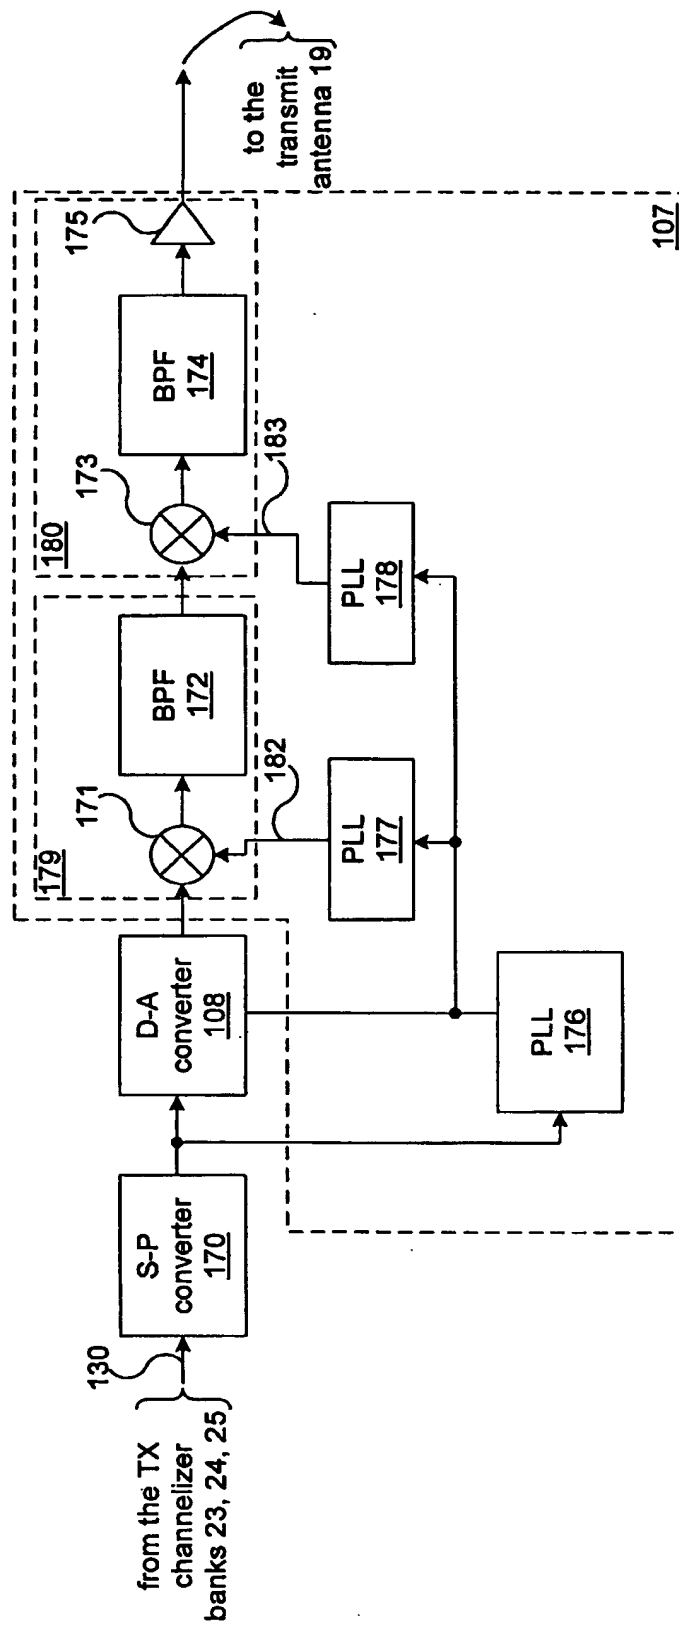 from the TX
channelizer
banks 23, 24, 25
130
S-P
converter
170
D-A
converter
108
179
171
BPF
172
182
180
173
BPF
174
183
175
to the
transmit
antenna 19
PLL
177
PLL
178
PLL
176
107